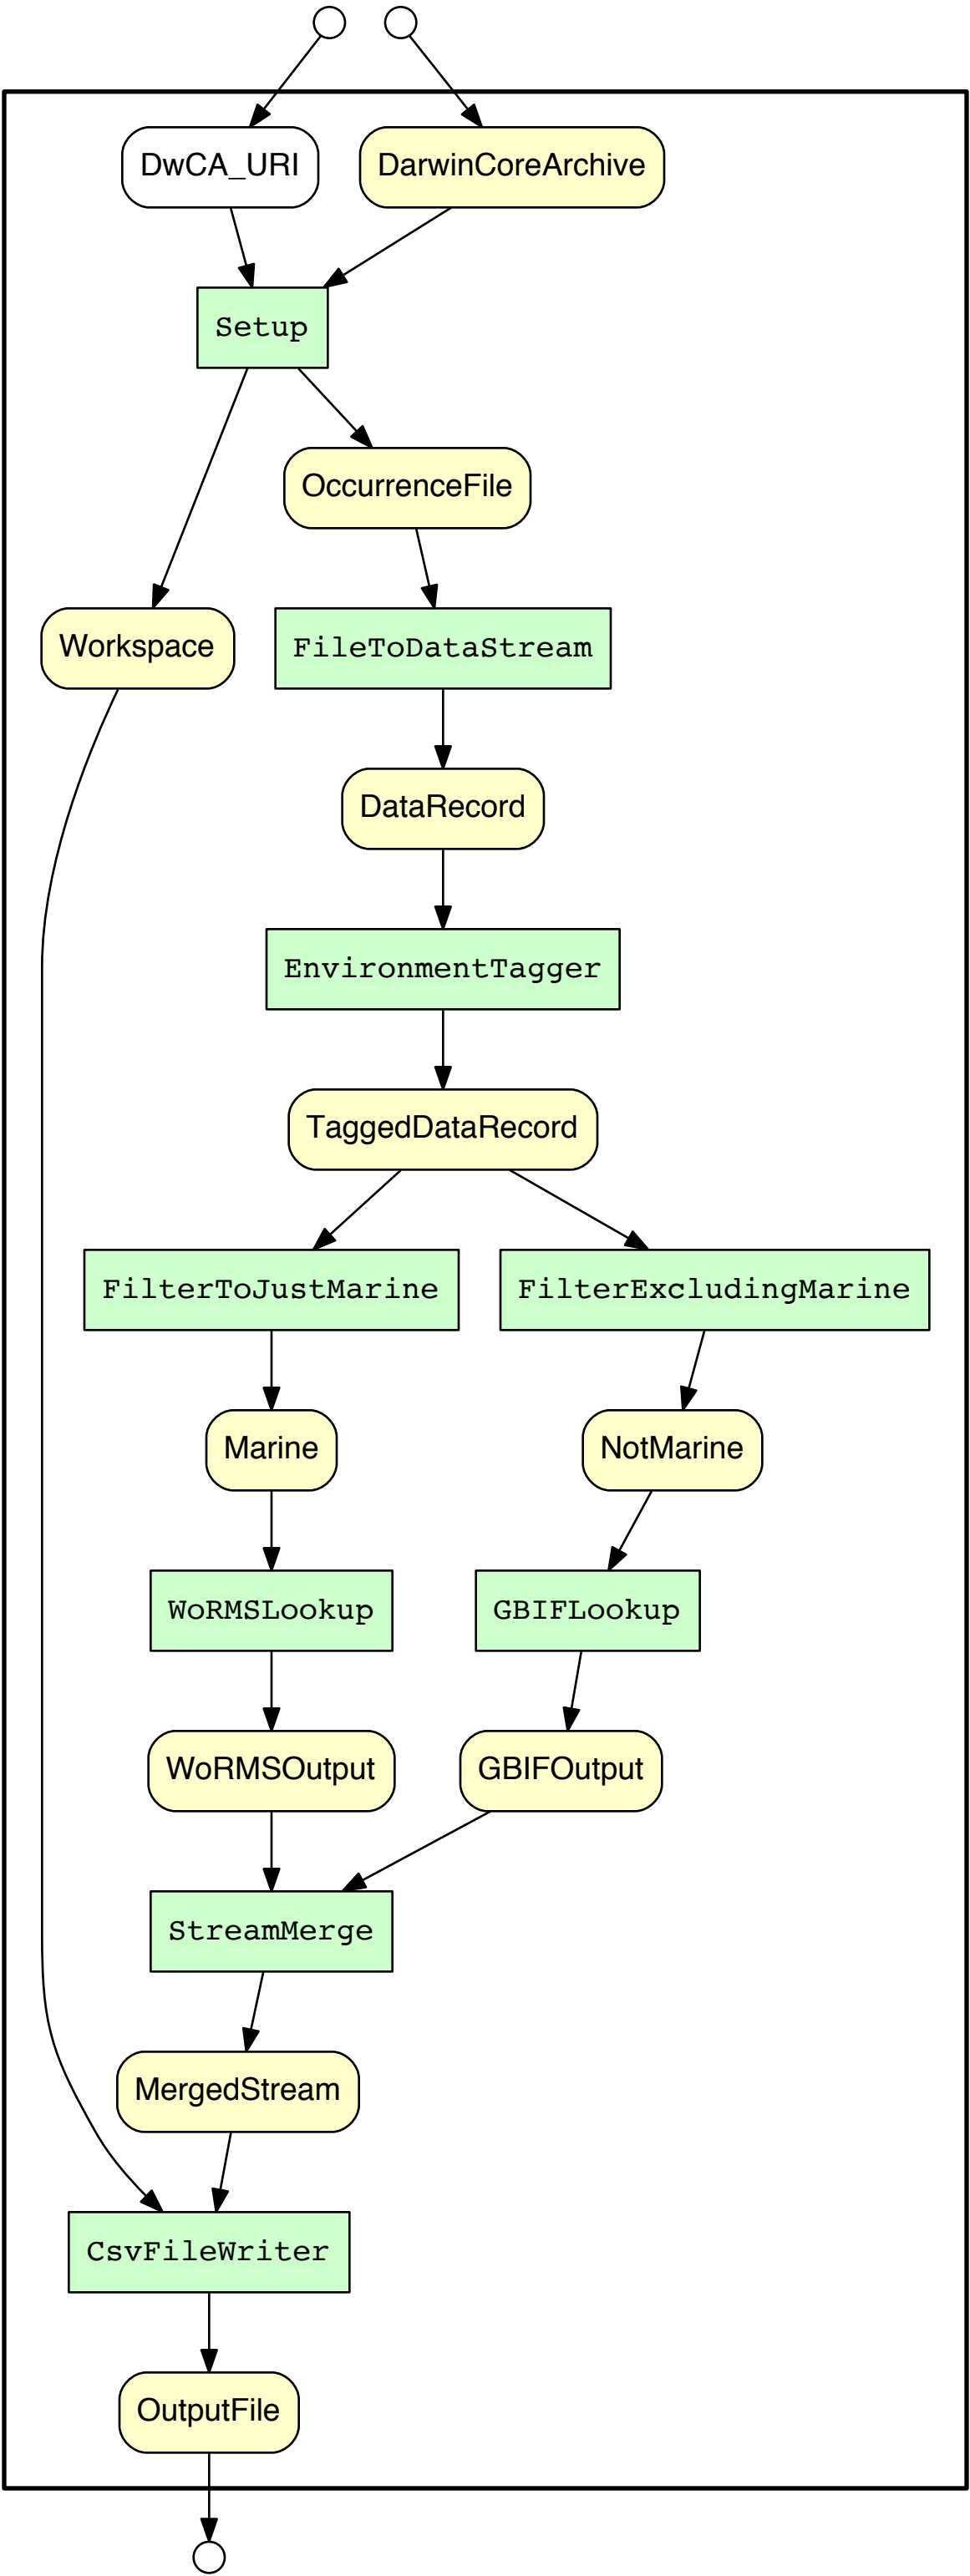 DwCA_URI
DarwinCoreArchive
Setup
OccurrenceFile
Workspace
FileToDataStream
DataRecord
EnvironmentTagger
TaggedDataRecord
FilterToJustMarine
FilterExcludingMarine
Marine
NotMarine
WoRMSLookup
GBIFLookup
WoRMSOutput
GBIFOutput
StreamMerge
MergedStream
CsvFileWriter
OutputFile